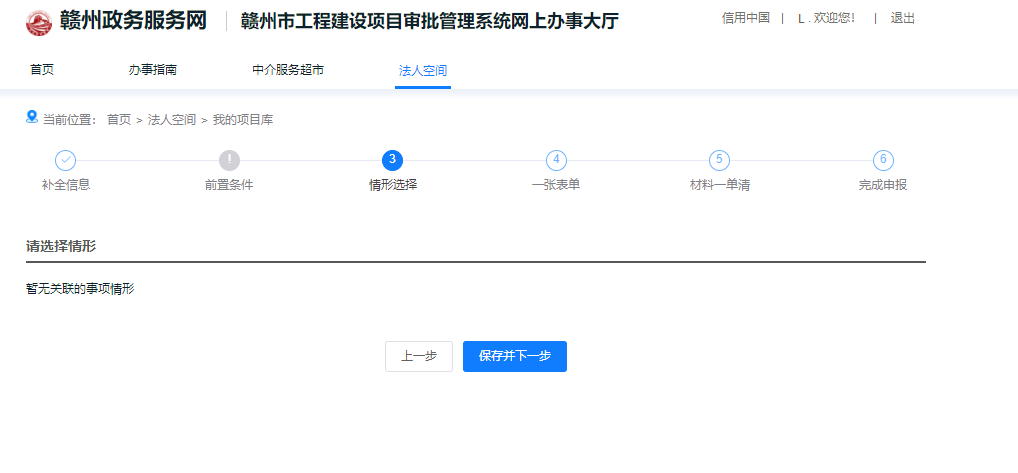 赣州政务服务网 赣州市工程建设项目审批管理系统网上办事大厅 信用中国 | L . 欢迎您! | 退出
首页 办事指南 中介服务超市 法人空间
当前位置: 首页 > 法人空间 > 我的项目库
! 3 4 5 6
补全信息 前置条件 情形选择 一张表单 材料一单清 完成申报
请选择情形
暂无关联的事项情形
上一步 保存并下一步